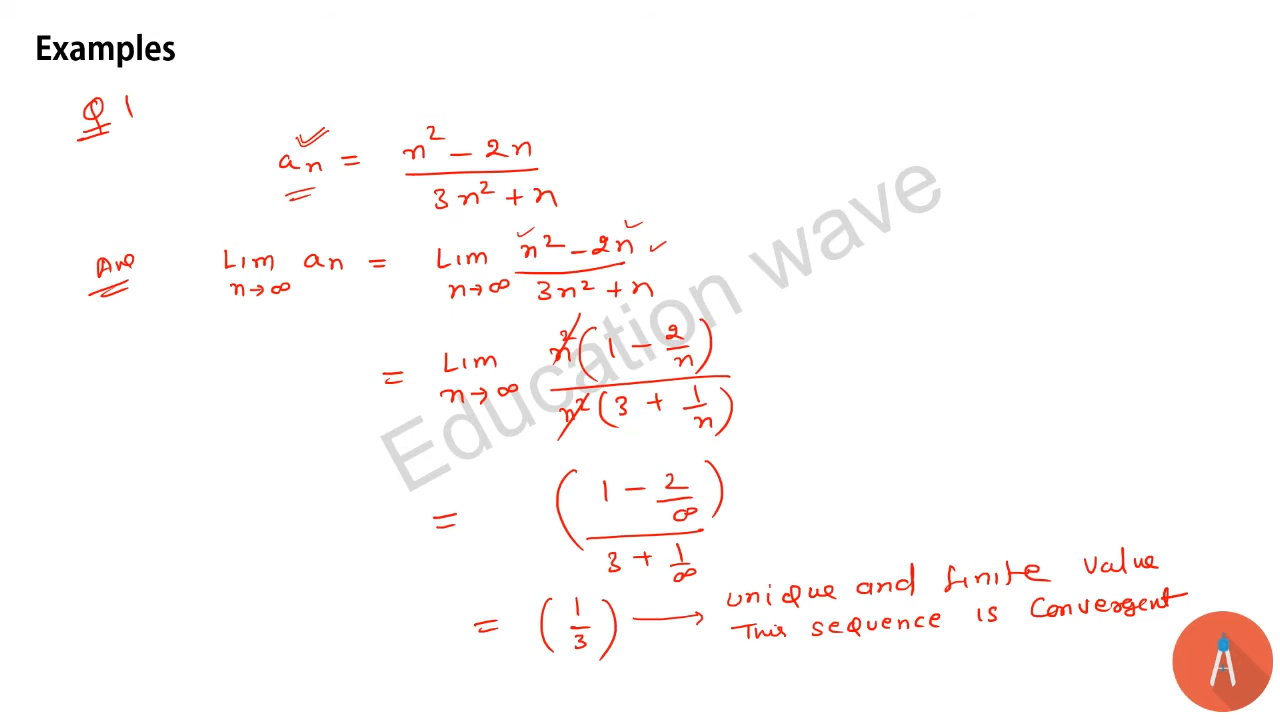 Examples
Q 1
an = n² - 2n / 3n² + n
Ans Lim n→∞ an = Lim n→∞ n² - 2n / 3n² + n
= Lim n→∞ n²(1 - 2/n) / n²(3 + 1/n)
= (1 - 2/∞ / 3 + 1/∞)
= (1/3) → unique and finite value
This sequence is Convergent
Education wave